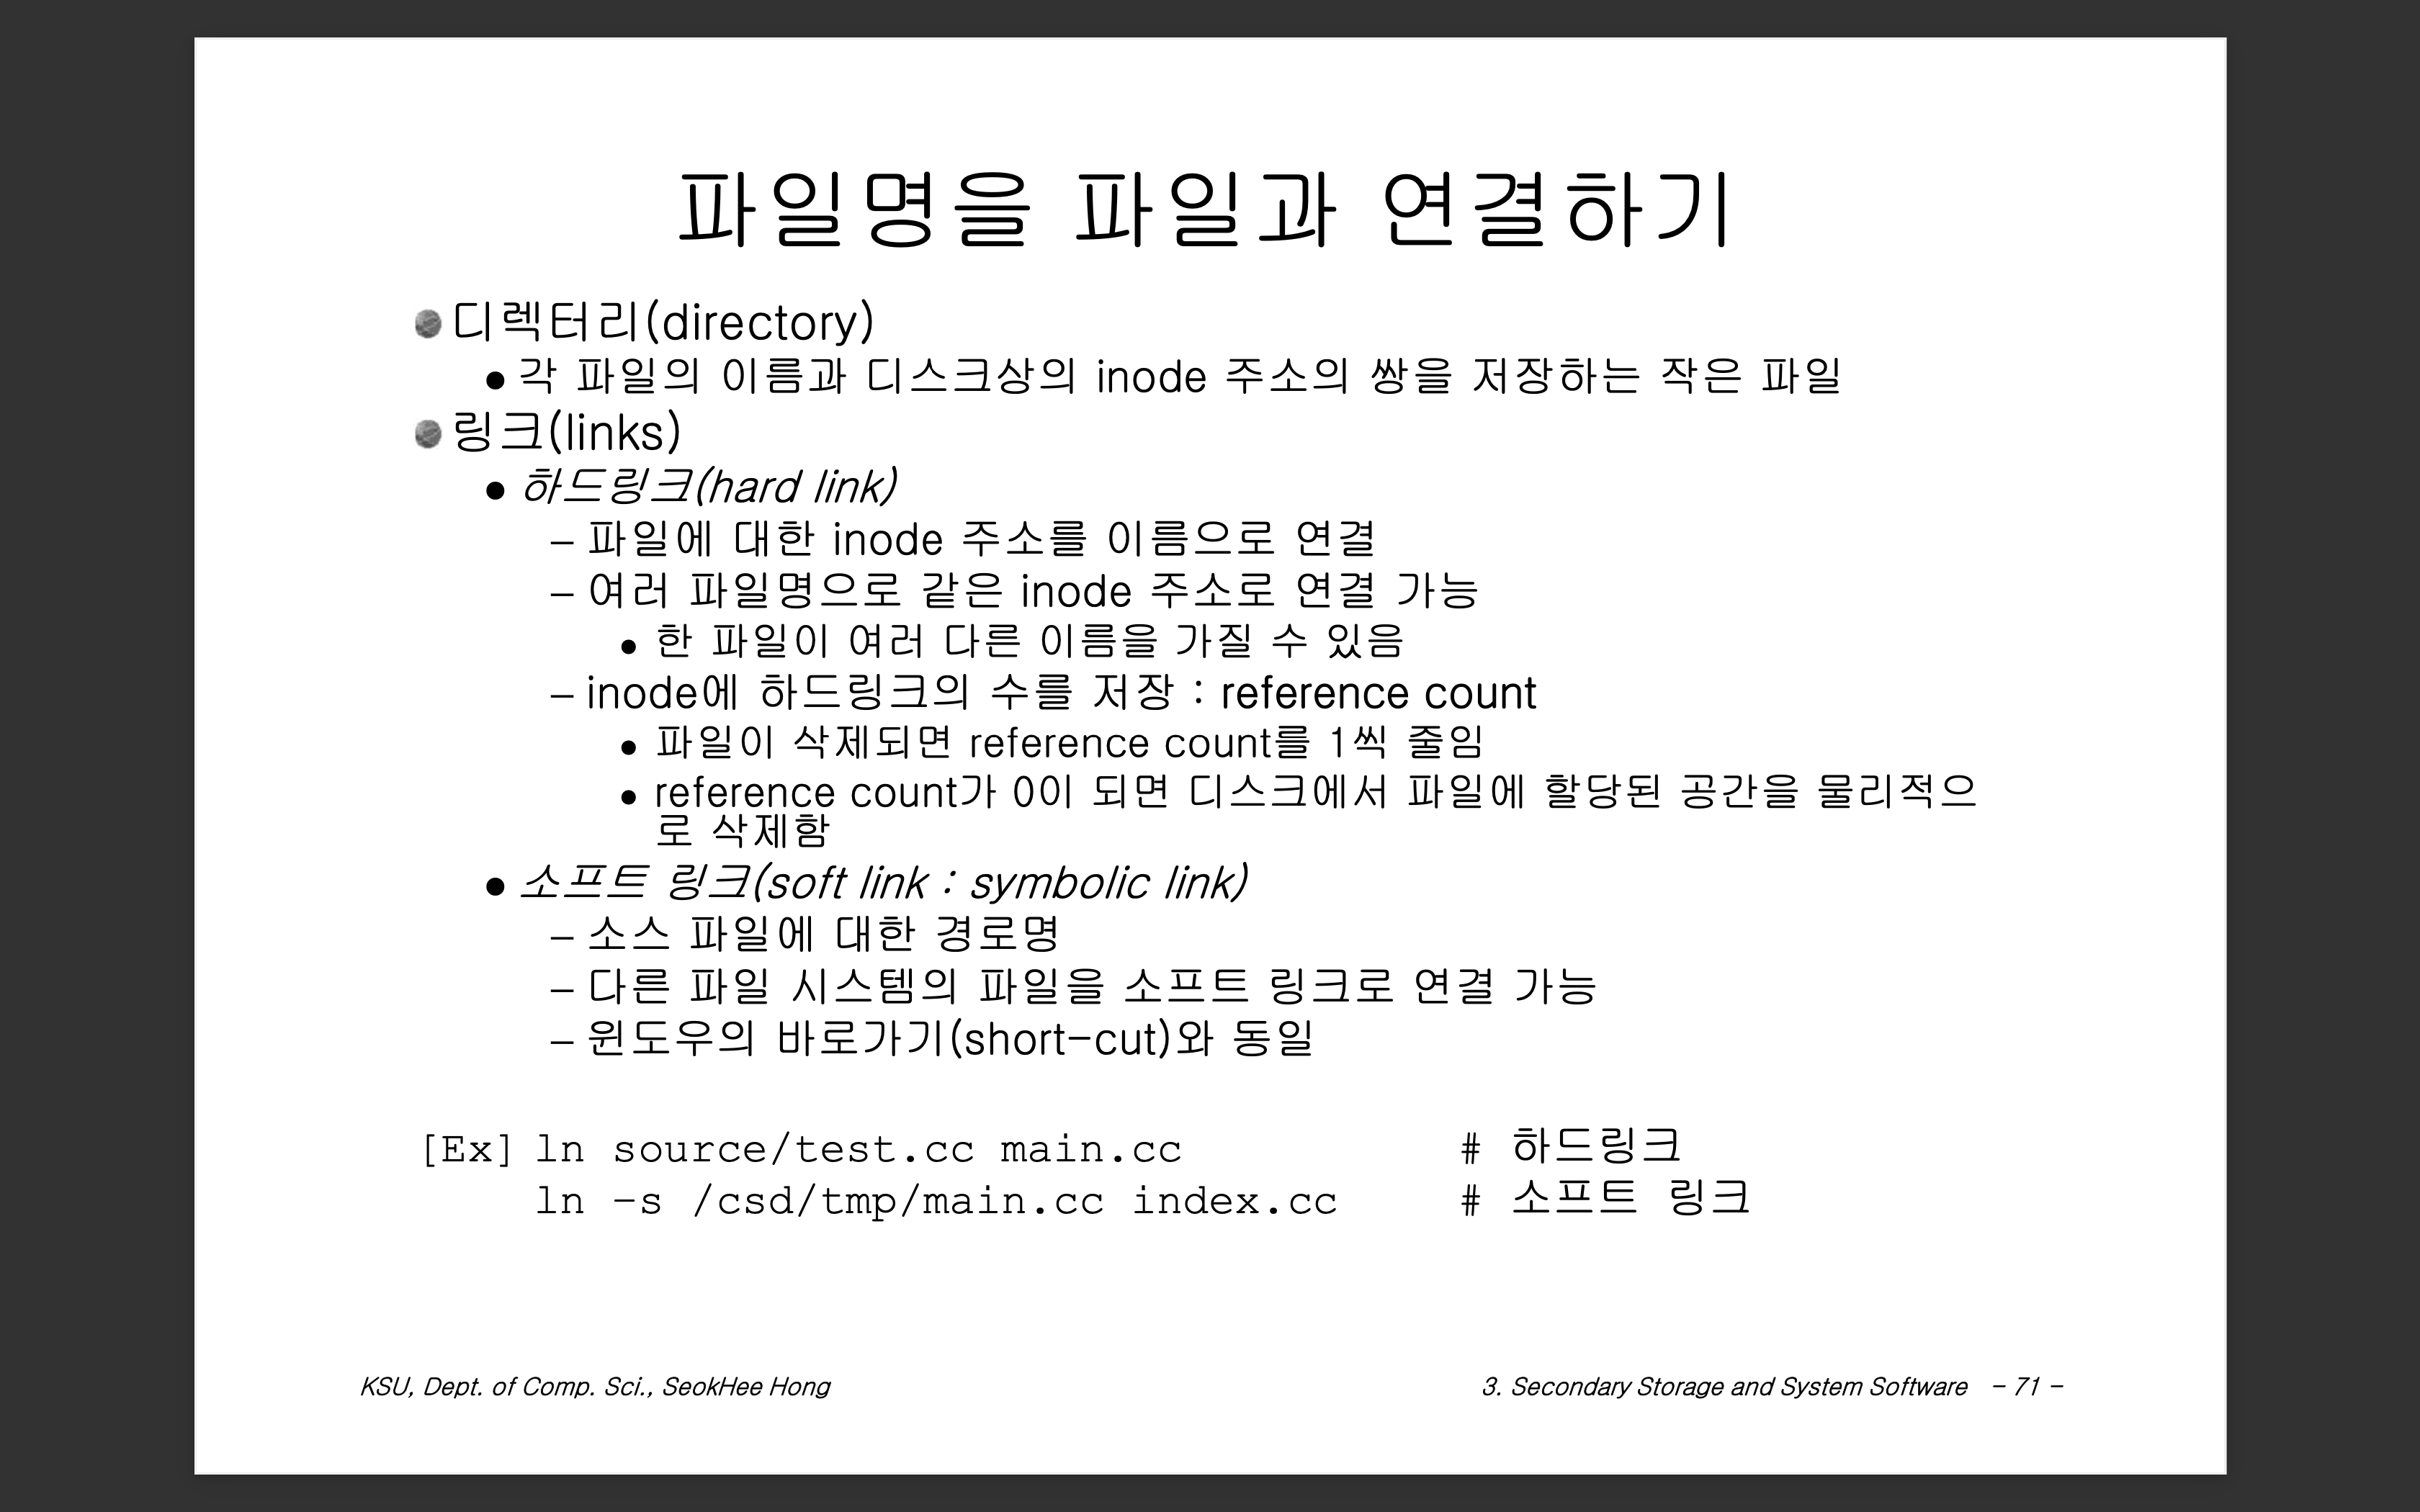 파일명을 파일과 연결하기
디렉터리(directory)
● 각 파일의 이름과 디스크상의 inode 주소의 쌍을 저장하는 작은 파일
링크(links)
● 하드링크(hard link)
– 파일에 대한 inode 주소를 이름으로 연결
– 여러 파일명으로 같은 inode 주소로 연결 가능
● 한 파일이 여러 다른 이름을 가질 수 있음
– inode에 하드링크의 수를 저장 : reference count
● 파일이 삭제되면 reference count를 1씩 줄임
● reference count가 0이 되면 디스크에서 파일에 할당된 공간을 물리적으
로 삭제함
● 소프트 링크(soft link : symbolic link)
– 소스 파일에 대한 경로명
– 다른 파일 시스템의 파일을 소프트 링크로 연결 가능
– 윈도우의 바로가기(short-cut)와 동일
[Ex] ln source/test.cc main.cc # 하드링크
ln -s /csd/tmp/main.cc index.cc # 소프트 링크
KSU, Dept. of Comp. Sci., SeokHee Hong 3. Secondary Storage and System Software - 71 -